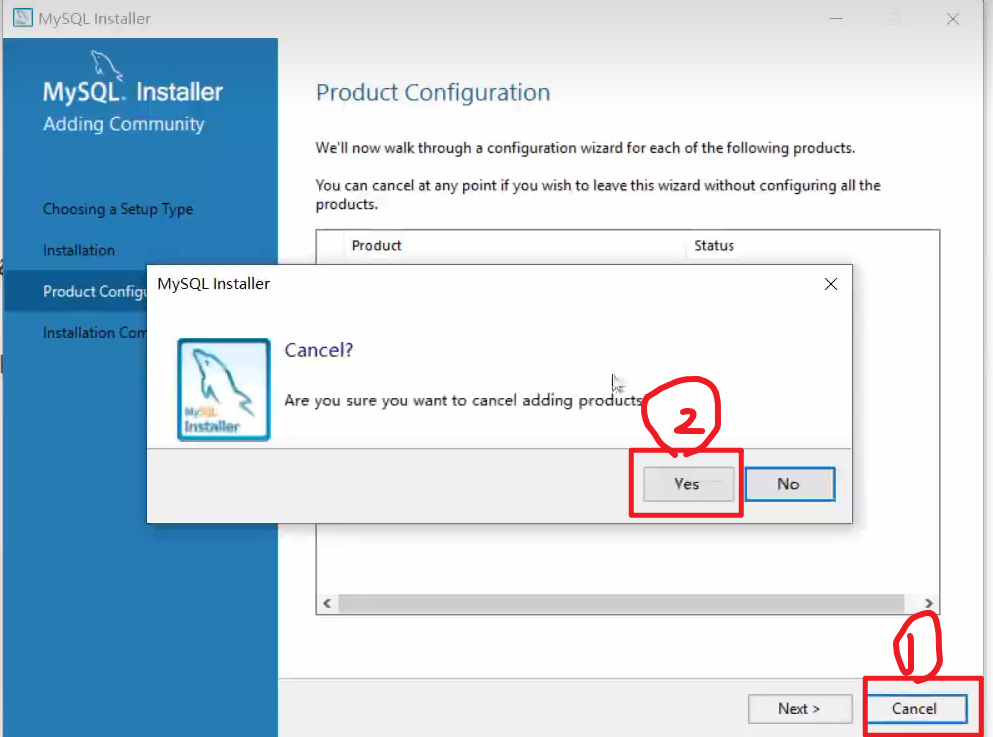 MySQL Installer
MySQL. Installer
Adding Community
Choosing a Setup Type
Installation
Product Configu
Installation Com
Product Configuration
We'll now walk through a configuration wizard for each of the following products.
You can cancel at any point if you wish to leave this wizard without configuring all the
products.
Product Status
MySQL Installer
MySQL
Installer
Cancel?
Are you sure you want to cancel adding products
2
Yes No
1
Next > Cancel